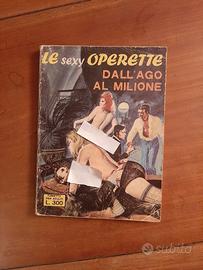 LE sexy OPERETTE
DALL'AGO
AL MILIONE
L. 300
subito